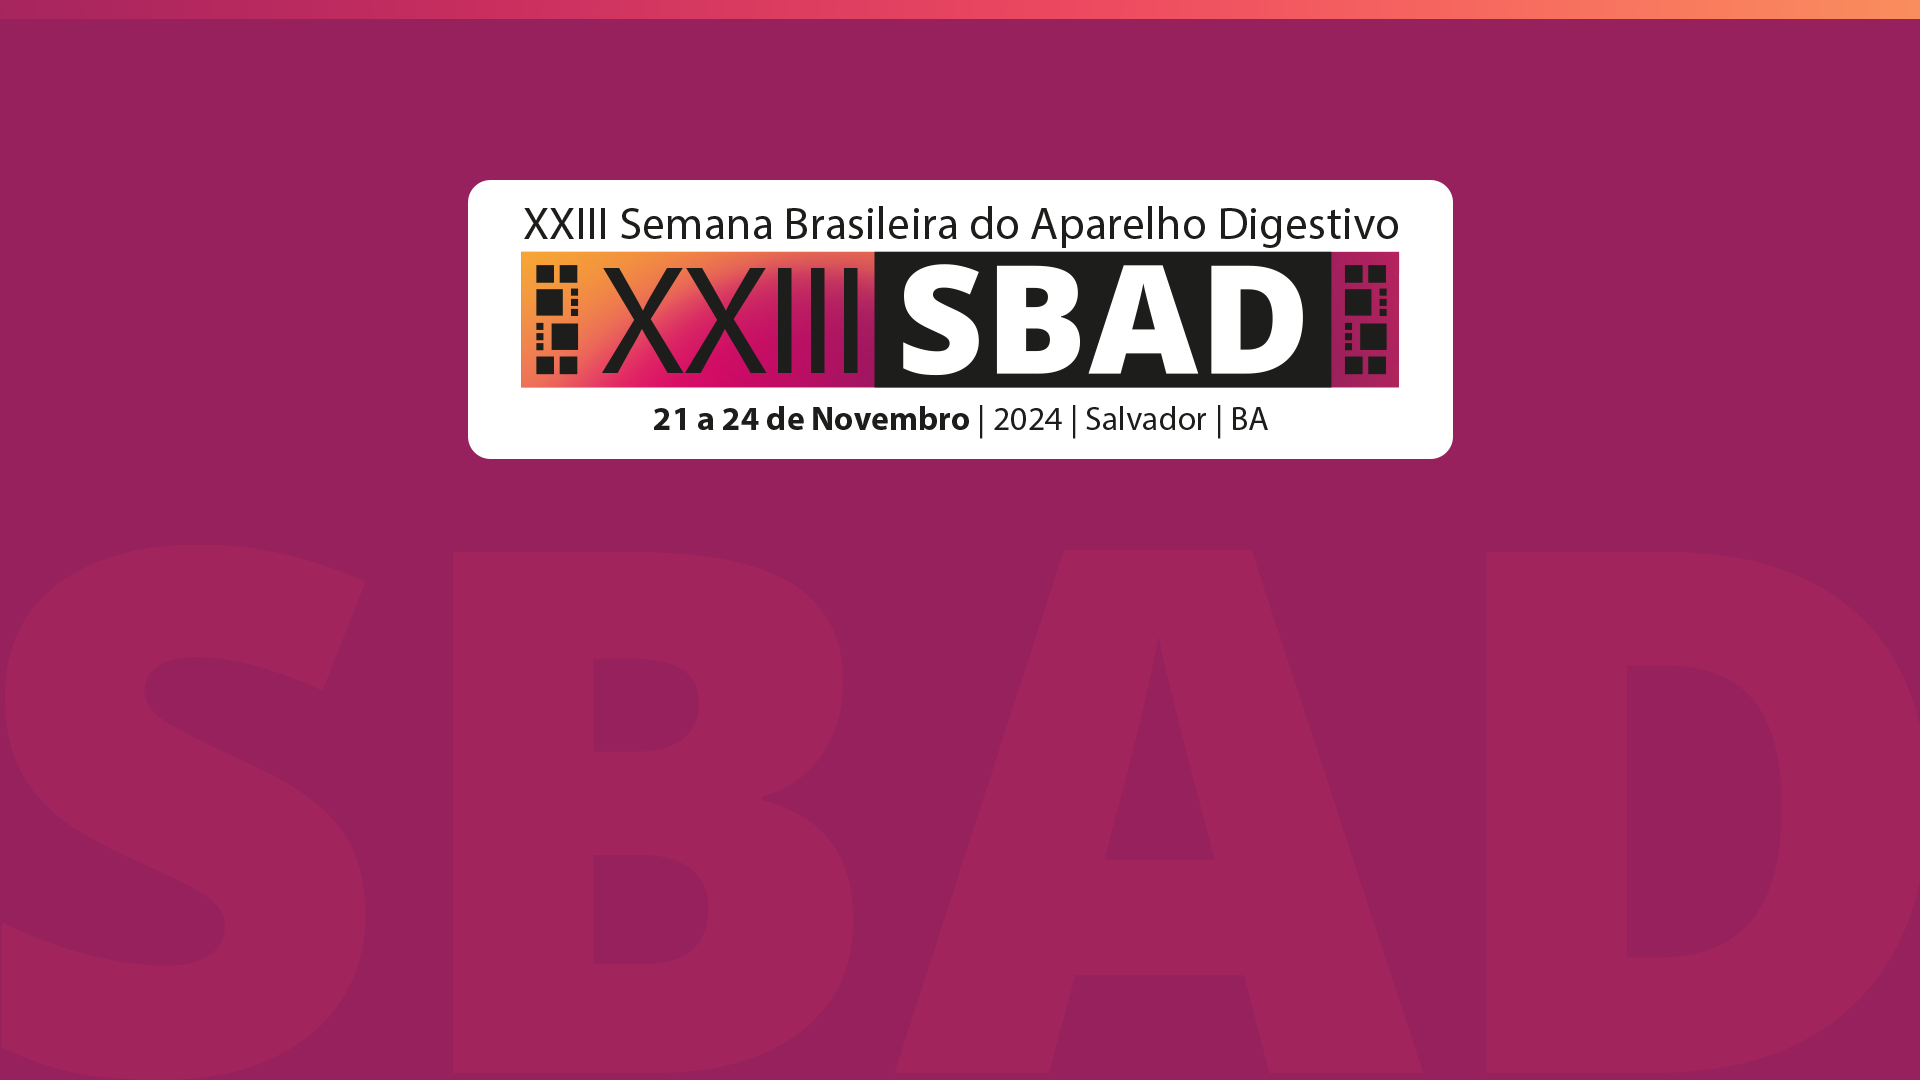 XXIII Semana Brasileira do Aparelho Digestivo
XXIII SBAD
21 a 24 de Novembro | 2024 | Salvador | BA
SBAD